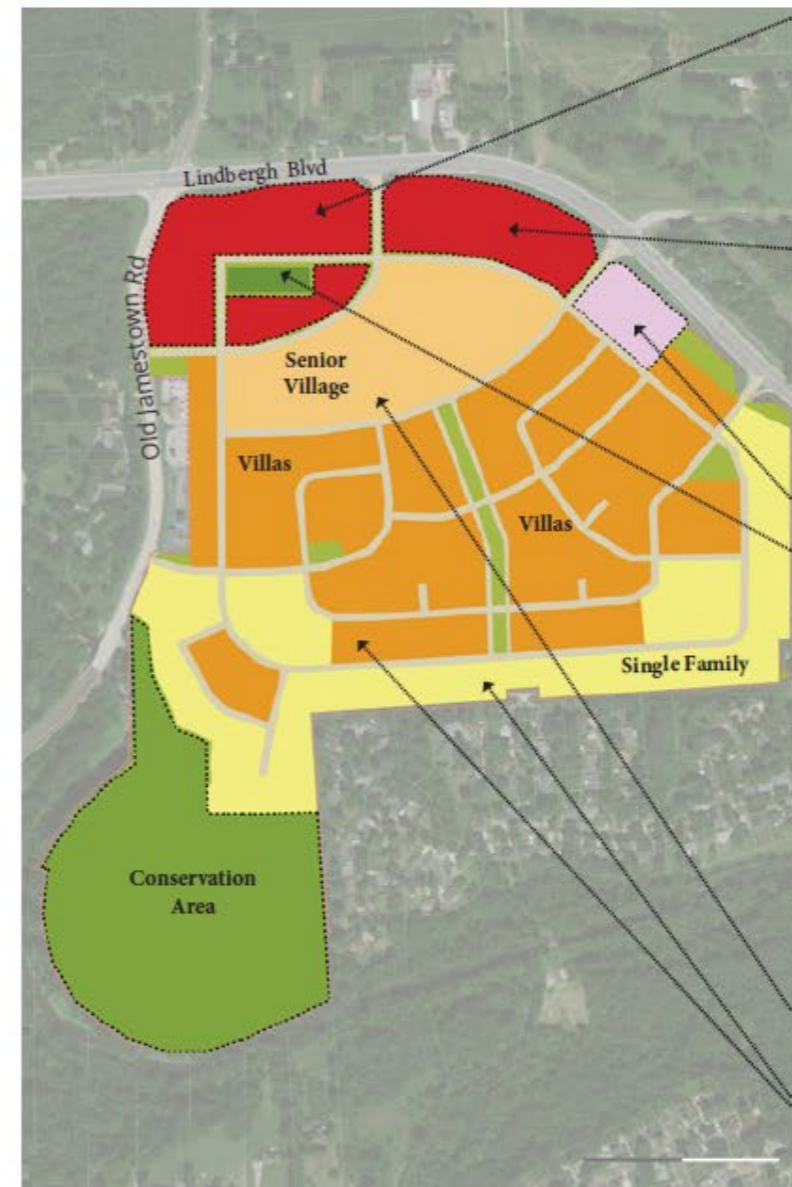 Lindbergh Blvd
Old Jamestown Rd
Senior
Village
Villas
Villas
Single Family
Conservation
Area